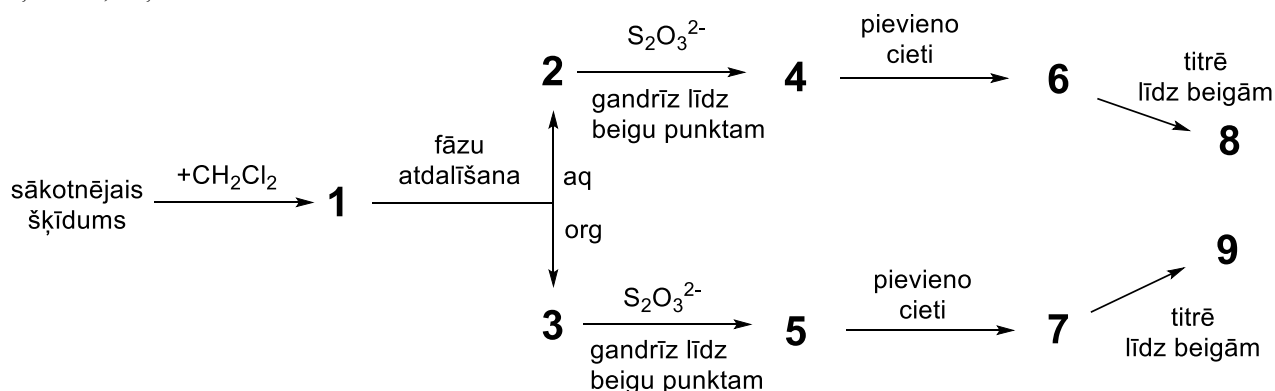 sākotnējais
šķīdums
+CH₂Cl₂
1
fāzu
atdalīšana
aq
org
2
S₂O₃²⁻
gandrīz līdz
beigu punktam
4
pievieno
cieti
6
titrē
līdz beigām
8
3
S₂O₃²⁻
gandrīz līdz
beigu punktam
5
pievieno
cieti
7
titrē
līdz beigām
9